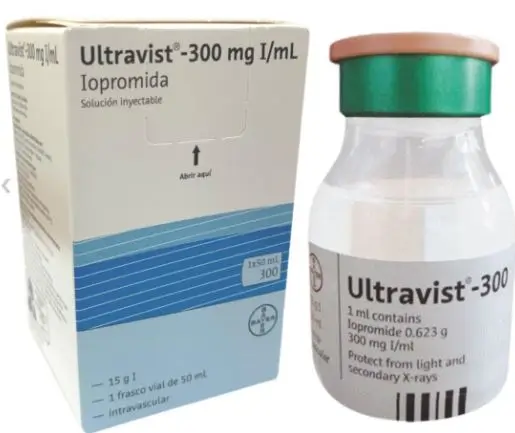 Ultravist®-300 mg I/mL
Ultravist®-300 mg I/mL
Iopromida
Solución inyectable
Abrir aquí
1x50 mL
300
BAYER
— 15 g I
— 1 frasco vial de 50 mL
— intravascular
Ultravist®-300
1 ml contains
Iopromide 0.623 g
300 mg I/ml
Protect from light and
secondary X-rays